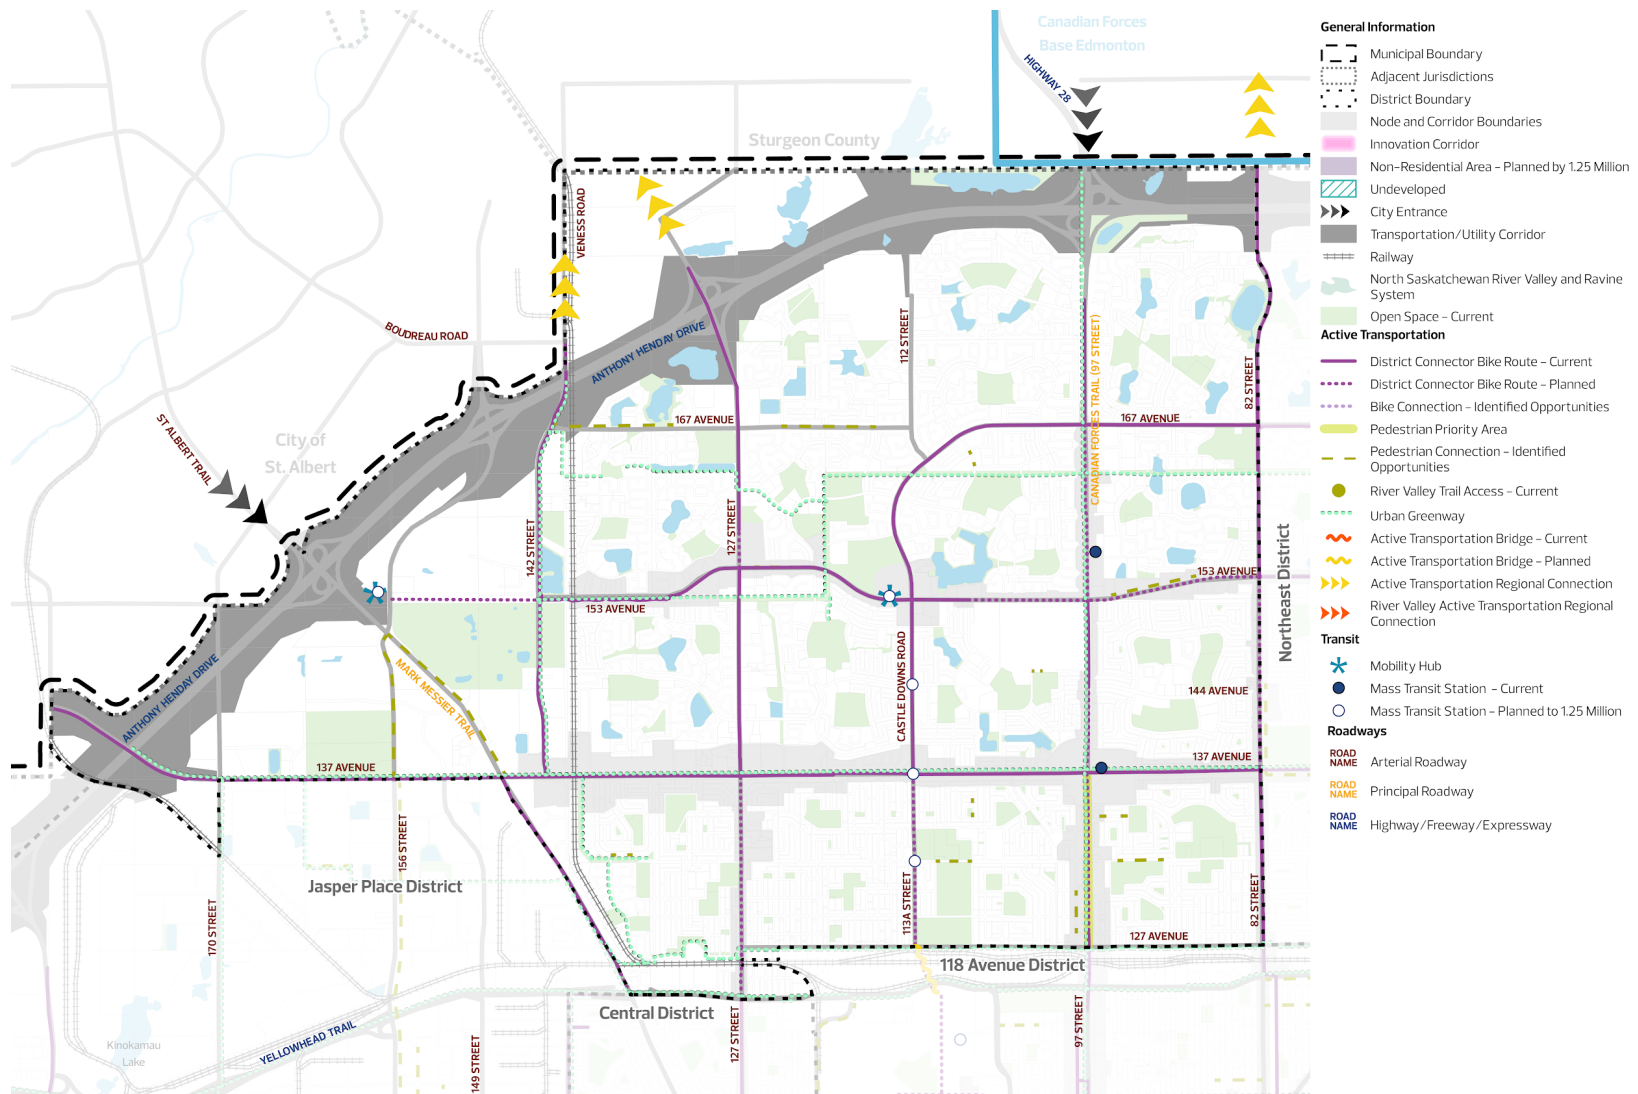 Canadian Forces
Base Edmonton
HIGHWAY 28
Sturgeon County
VENESS ROAD
BOUDREAU ROAD
ANTHONY HENDAY DRIVE
112 STREET
CANADIAN FORCES TRAIL (97 STREET)
82 STREET
ST ALBERT TRAIL
City of
St. Albert
167 AVENUE
167 AVENUE
142 STREET
127 STREET
Northeast District
153 AVENUE
153 AVENUE
ANTHONY HENDAY DRIVE
MARK MESSIER TRAIL
CASTLE DOWNS ROAD
144 AVENUE
137 AVENUE
137 AVENUE
156 STREET
Jasper Place District
170 STREET
113A STREET
82 STREET
127 AVENUE
118 Avenue District
Central District
127 STREET
97 STREET
149 STREET
YELLOWHEAD TRAIL
Kinokamau
Lake
General Information
Municipal Boundary
Adjacent Jurisdictions
District Boundary
Node and Corridor Boundaries
Innovation Corridor
Non-Residential Area – Planned by 1.25 Million
Undeveloped
City Entrance
Transportation/Utility Corridor
Railway
North Saskatchewan River Valley and Ravine
System
Open Space – Current
Active Transportation
District Connector Bike Route – Current
District Connector Bike Route – Planned
Bike Connection – Identified Opportunities
Pedestrian Priority Area
Pedestrian Connection – Identified
Opportunities
River Valley Trail Access – Current
Urban Greenway
Active Transportation Bridge – Current
Active Transportation Bridge – Planned
Active Transportation Regional Connection
River Valley Active Transportation Regional
Connection
Transit
Mobility Hub
Mass Transit Station – Current
Mass Transit Station – Planned to 1.25 Million
Roadways
ROAD
NAME
Arterial Roadway
ROAD
NAME
Principal Roadway
ROAD
NAME
Highway/Freeway/Expressway